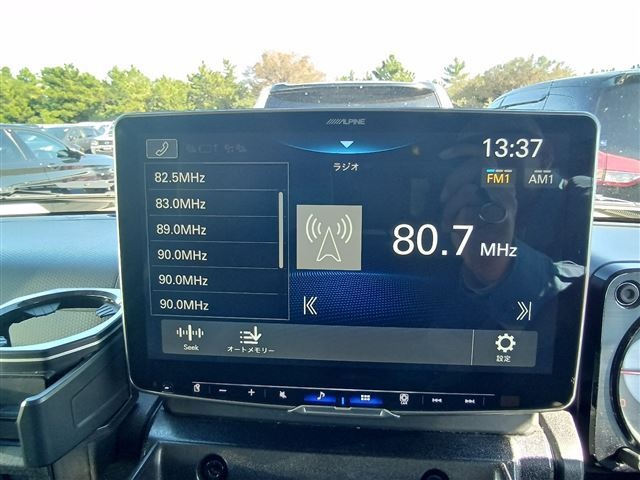 ALPINE
13:37
ラジオ
FM1 AM1
82.5MHz
83.0MHz
89.0MHz
90.0MHz
90.0MHz
90.0MHz
80.7 MHz
Seek
オートメモリー
設定